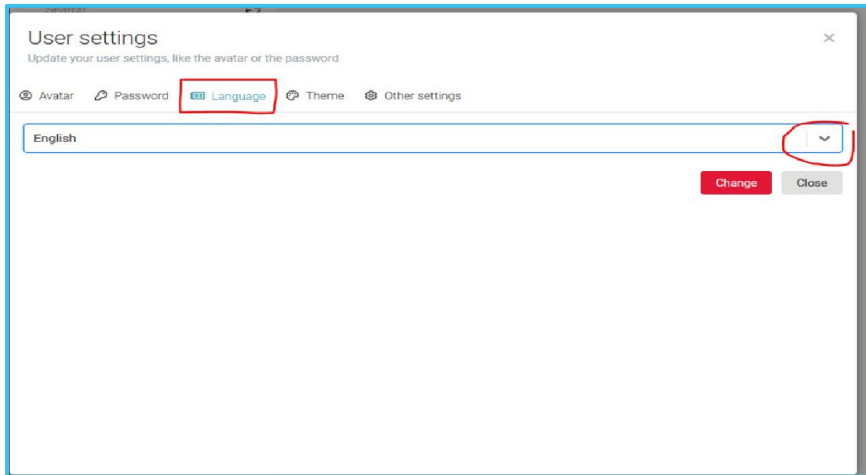 User settings
Update your user settings, like the avatar or the password
Avatar Password Language Theme Other settings
English
Change Close